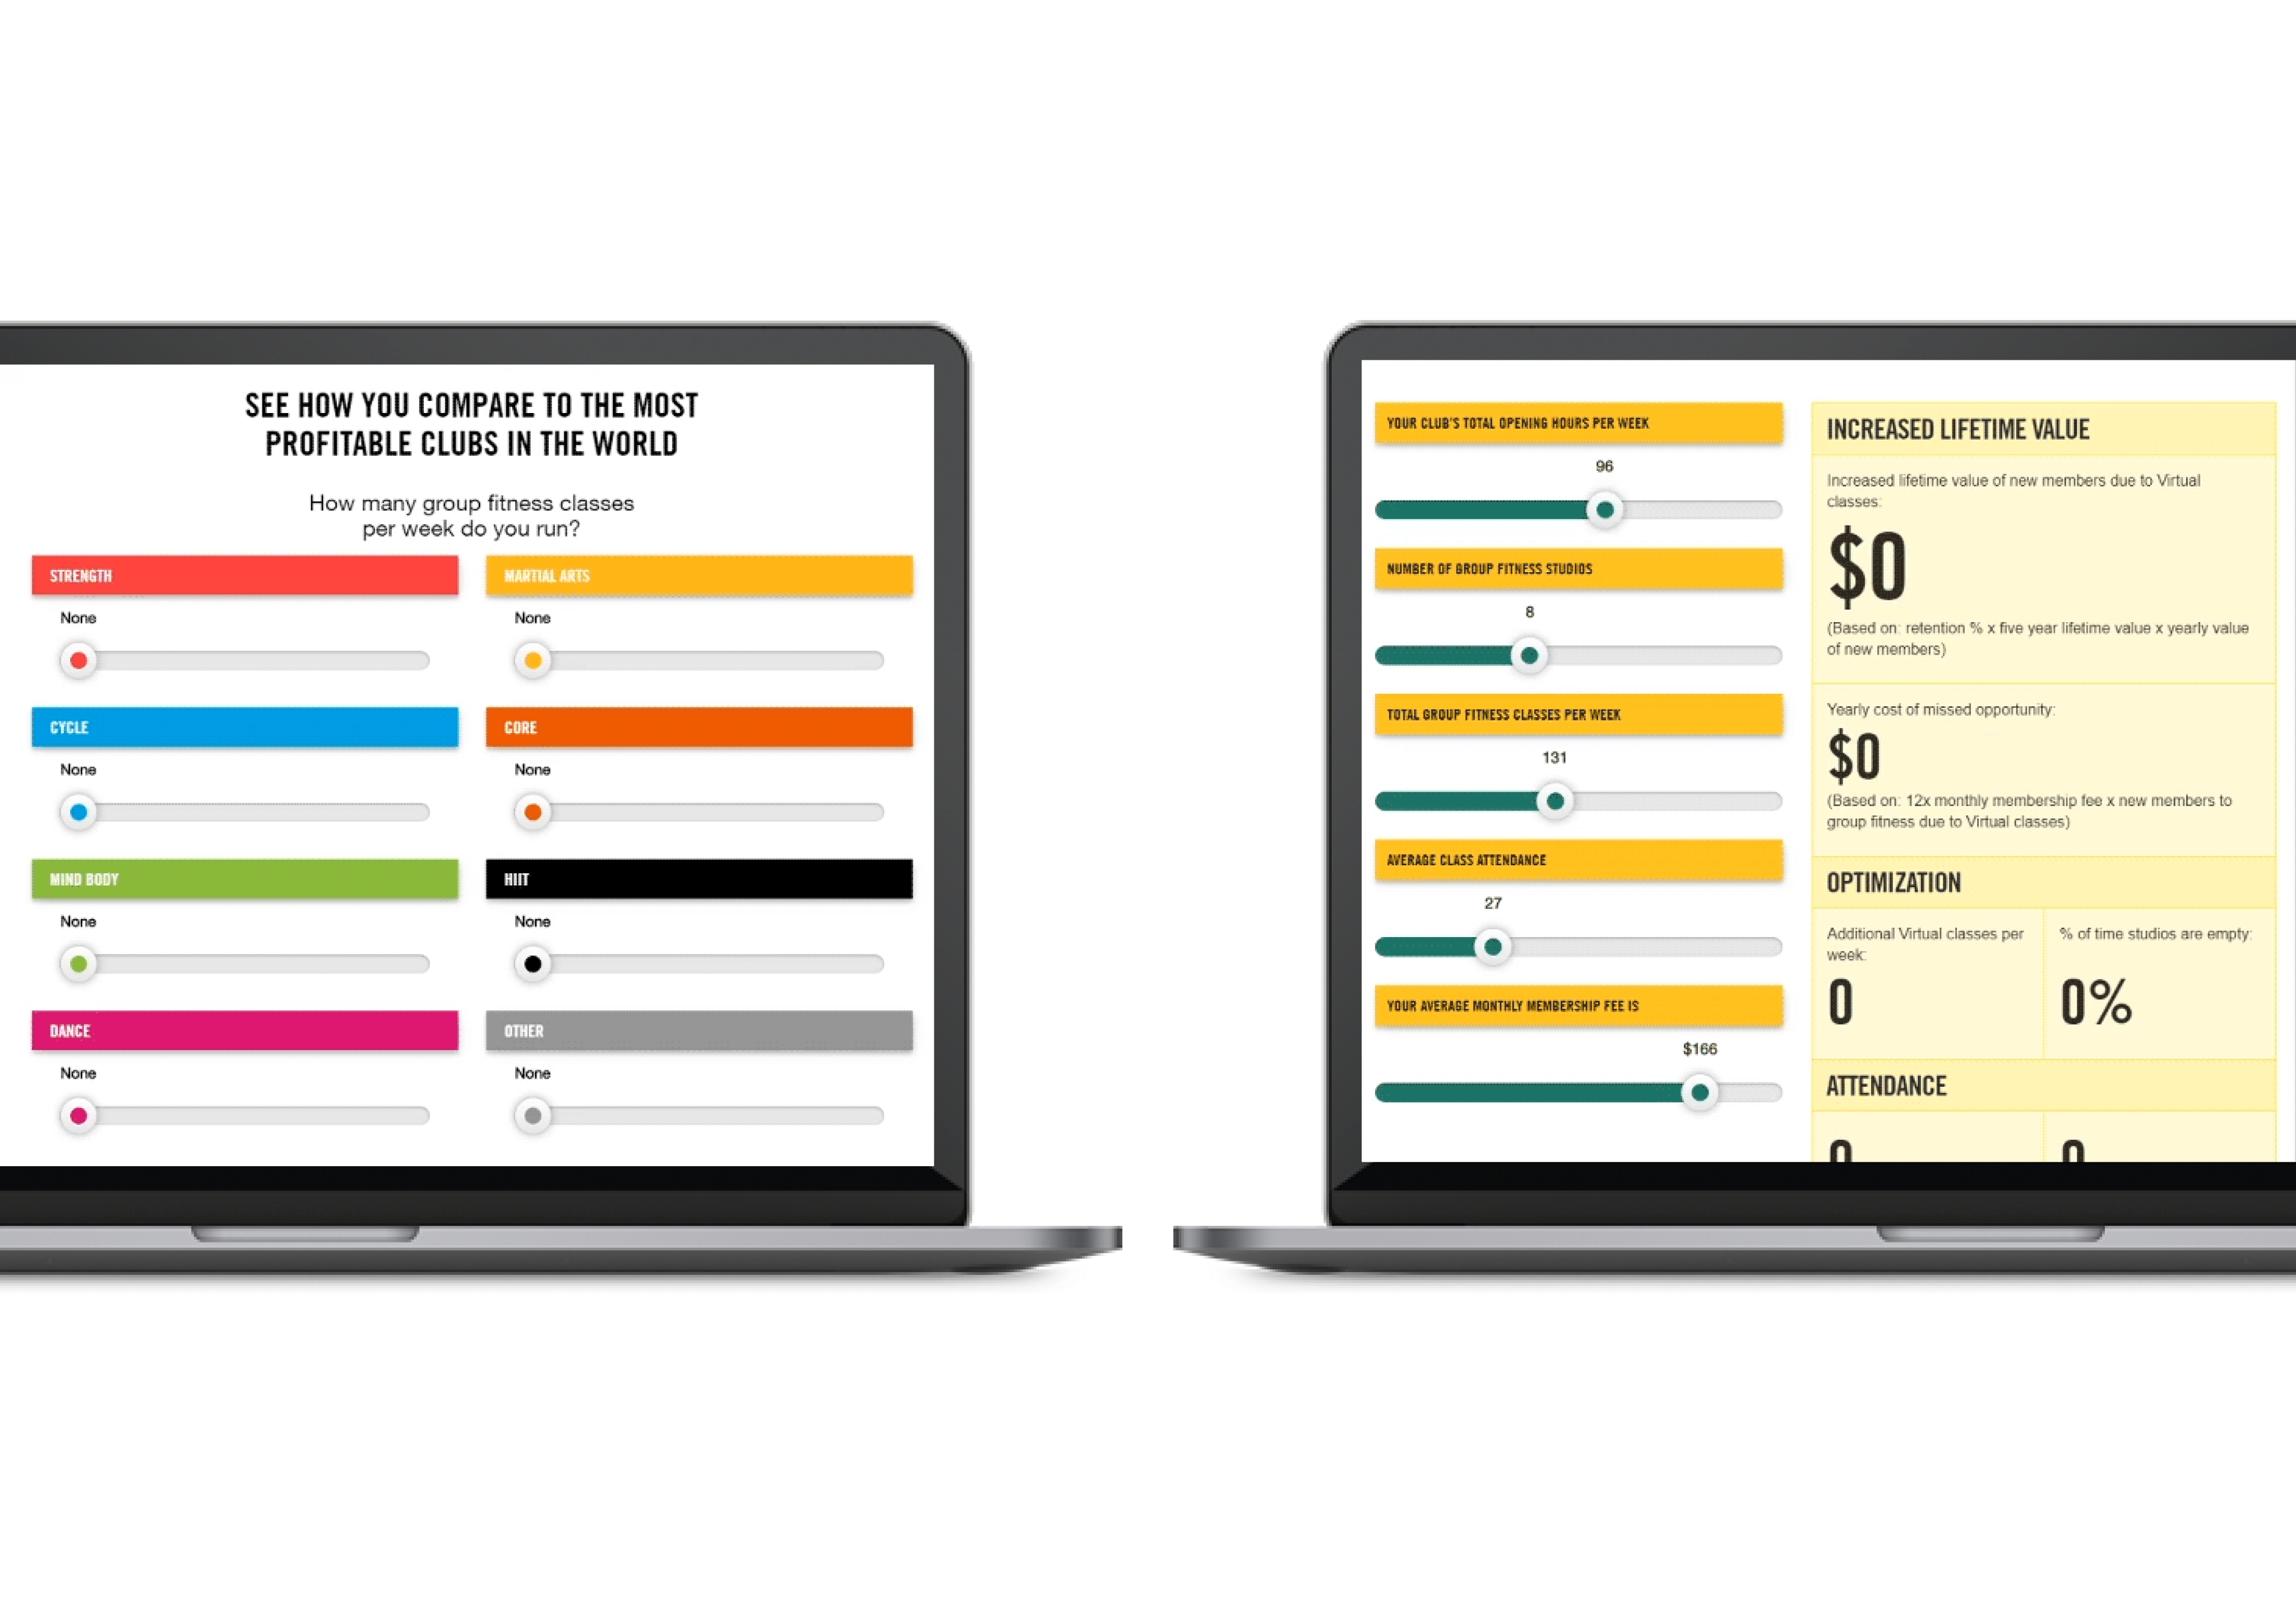 SEE HOW YOU COMPARE TO THE MOST
PROFITABLE CLUBS IN THE WORLD
How many group fitness classes
per week do you run?
STRENGTH
None
MARTIAL ARTS
None
CYCLE
None
CORE
None
MIND BODY
None
HIIT
None
DANCE
None
OTHER
None
YOUR CLUB'S TOTAL OPENING HOURS PER WEEK
96
NUMBER OF GROUP FITNESS STUDIOS
8
TOTAL GROUP FITNESS CLASSES PER WEEK
131
AVERAGE CLASS ATTENDANCE
27
YOUR AVERAGE MONTHLY MEMBERSHIP FEE IS
$166
INCREASED LIFETIME VALUE
Increased lifetime value of new members due to Virtual
classes:
$0
(Based on: retention % x five year lifetime value x yearly value
of new members)
Yearly cost of missed opportunity:
$0
(Based on: 12x monthly membership fee x new members to
group fitness due to Virtual classes)
OPTIMIZATION
Additional Virtual classes per
week:
0
% of time studios are empty:
0%
ATTENDANCE